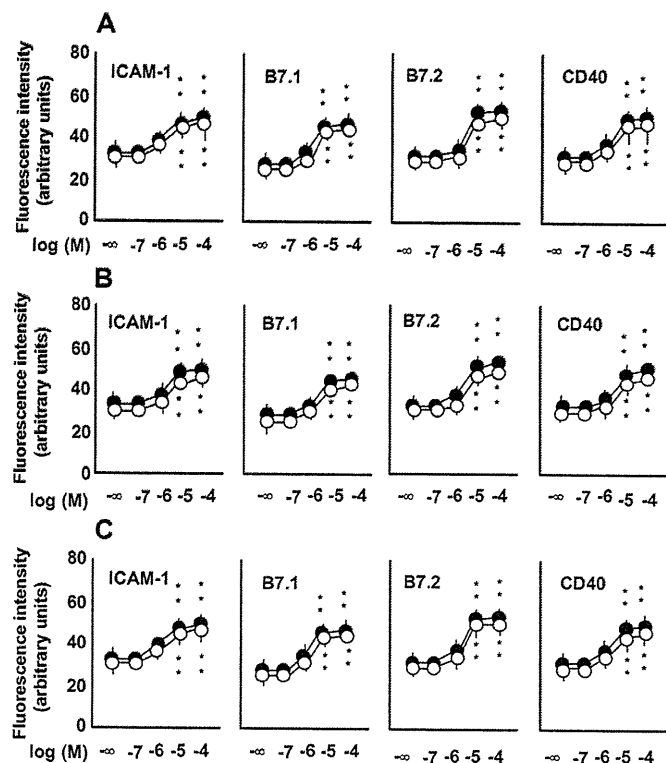 A
Fluorescence intensity
(arbitrary units)
80
60
40
20
0
ICAM-1
B7.1
B7.2
CD40
* * * * * * * * * * * * * * * *
* * * * * * * * * * * * * * * *
log (M) -∞ -7 -6 -5 -4 -∞ -7 -6 -5 -4 -∞ -7 -6 -5 -4 -∞ -7 -6 -5 -4
B
Fluorescence intensity
(arbitrary units)
80
60
40
20
0
ICAM-1
B7.1
B7.2
CD40
* * * * * * * * * * * * * * * *
* * * * * * * * * * * * * * * *
log (M) -∞ -7 -6 -5 -4 -∞ -7 -6 -5 -4 -∞ -7 -6 -5 -4 -∞ -7 -6 -5 -4
C
Fluorescence intensity
(arbitrary units)
80
60
40
20
0
ICAM-1
B7.1
B7.2
CD40
* * * * * * * * * * * * * * * *
* * * * * * * * * * * * * * * *
log (M) -∞ -7 -6 -5 -4 -∞ -7 -6 -5 -4 -∞ -7 -6 -5 -4 -∞ -7 -6 -5 -4